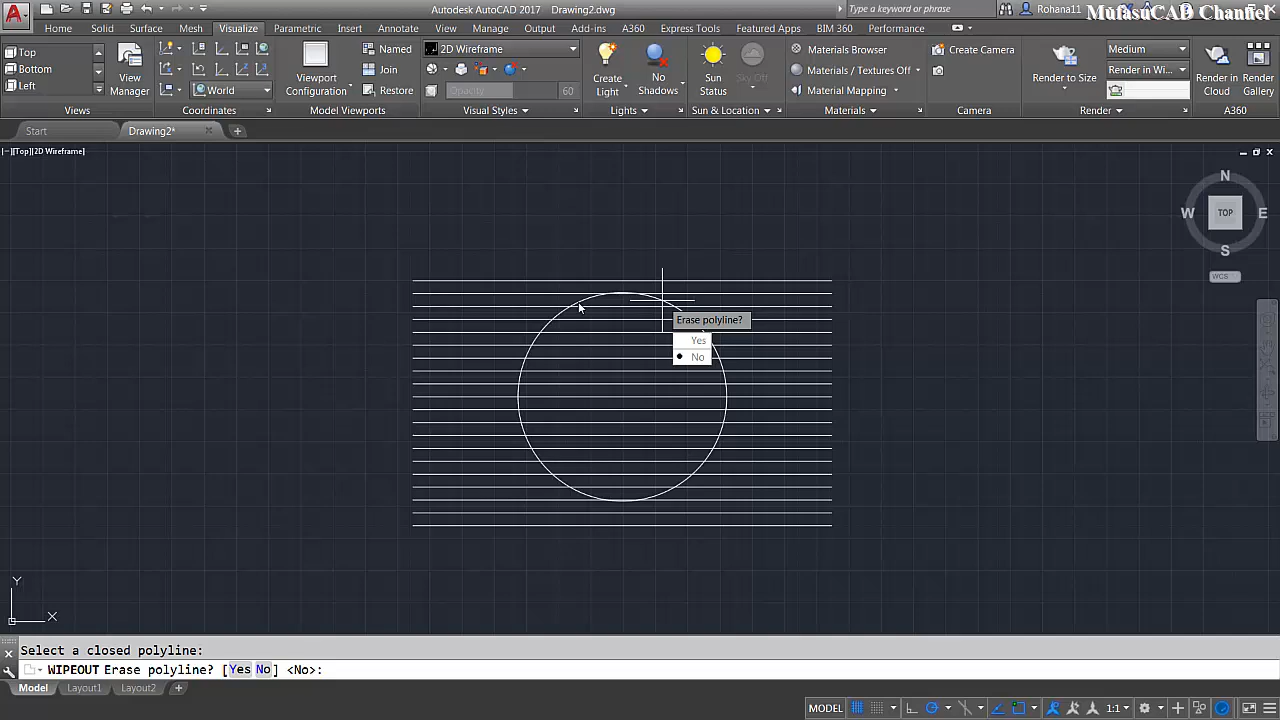 Autodesk AutoCAD 2017 Drawing2.dwg
Type a keyword or phrase
Rohana11
MufasuCAD Channel
Home Solid Surface Mesh Visualize Parametric Insert Annotate View Manage Output Add-ins A360 Express Tools Featured Apps BIM 360 Performance
Top
Bottom
Left
View
Manager
Views
World
Coordinates
Viewport
Configuration
Named
Join
Restore
Model Viewports
2D Wireframe
Opacity 60
Visual Styles
Create
Light
No
Shadows
Lights
Sun
Status
Sky Off
Sun & Location
Materials Browser
Materials / Textures Off
Material Mapping
Materials
Create Camera
Camera
Render to Size
Medium
Render in Wi...
Render
Render in
Cloud
Render
Gallery
A360
Start
Drawing2*
[−][Top][2D Wireframe]
N
W
TOP
E
S
WCS
Erase polyline?
Yes
No
Y
X
Select a closed polyline:
WIPEOUT Erase polyline? [Yes No] <No>:
Model Layout1 Layout2
MODEL
1:1